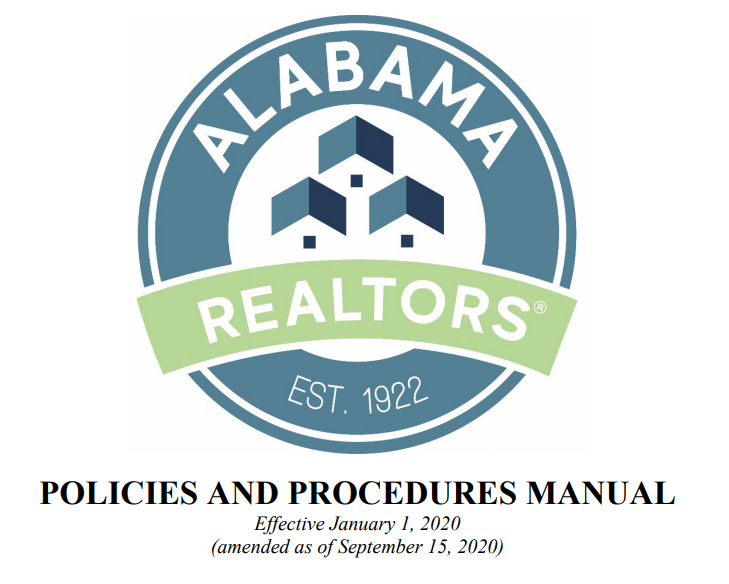 ALABAMA
REALTORS®
EST. 1922
POLICIES AND PROCEDURES MANUAL
Effective January 1, 2020
(amended as of September 15, 2020)